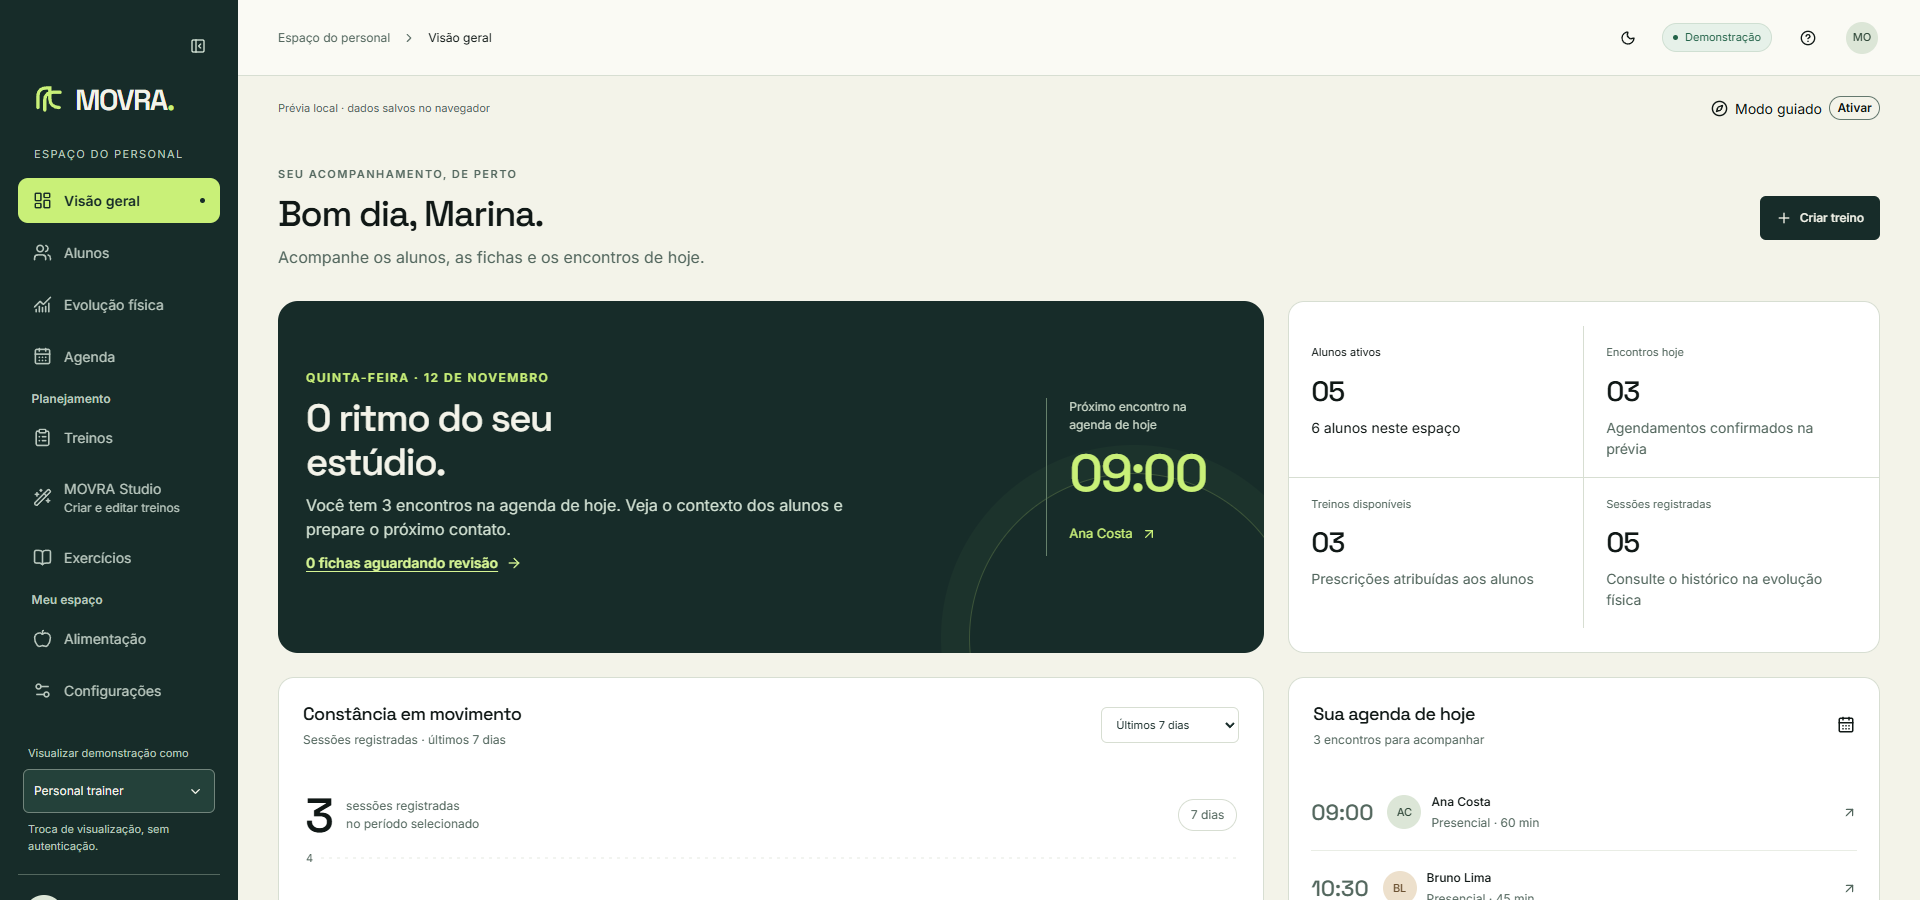 MOVRA.
ESPAÇO DO PERSONAL
Visão geral
Alunos
Evolução física
Agenda
Planejamento
Treinos
MOVRA Studio
Criar e editar treinos
Exercícios
Meu espaço
Alimentação
Configurações
Visualizar demonstração como
Personal trainer
Troca de visualização, sem
autenticação.
Espaço do personal
Visão geral
Demonstração
MO
Prévia local · dados salvos no navegador
Modo guiado
Ativar
SEU ACOMPANHAMENTO, DE PERTO
Bom dia, Marina.
Acompanhe os alunos, as fichas e os encontros de hoje.
Criar treino
QUINTA-FEIRA · 12 DE NOVEMBRO
O ritmo do seu
estúdio.
Você tem 3 encontros na agenda de hoje. Veja o contexto dos alunos e
prepare o próximo contato.
0 fichas aguardando revisão
Próximo encontro na
agenda de hoje
09:00
Ana Costa
Alunos ativos
05
6 alunos neste espaço
Encontros hoje
03
Agendamentos confirmados na
prévia
Treinos disponíveis
03
Prescrições atribuídas aos alunos
Sessões registradas
05
Consulte o histórico na evolução
física
Constância em movimento
Sessões registradas · últimos 7 dias
Últimos 7 dias
3
sessões registradas
no período selecionado
7 dias
4
Sua agenda de hoje
3 encontros para acompanhar
09:00
AC
Ana Costa
Presencial · 60 min
10:30
BL
Bruno Lima
Presencial · 45 min